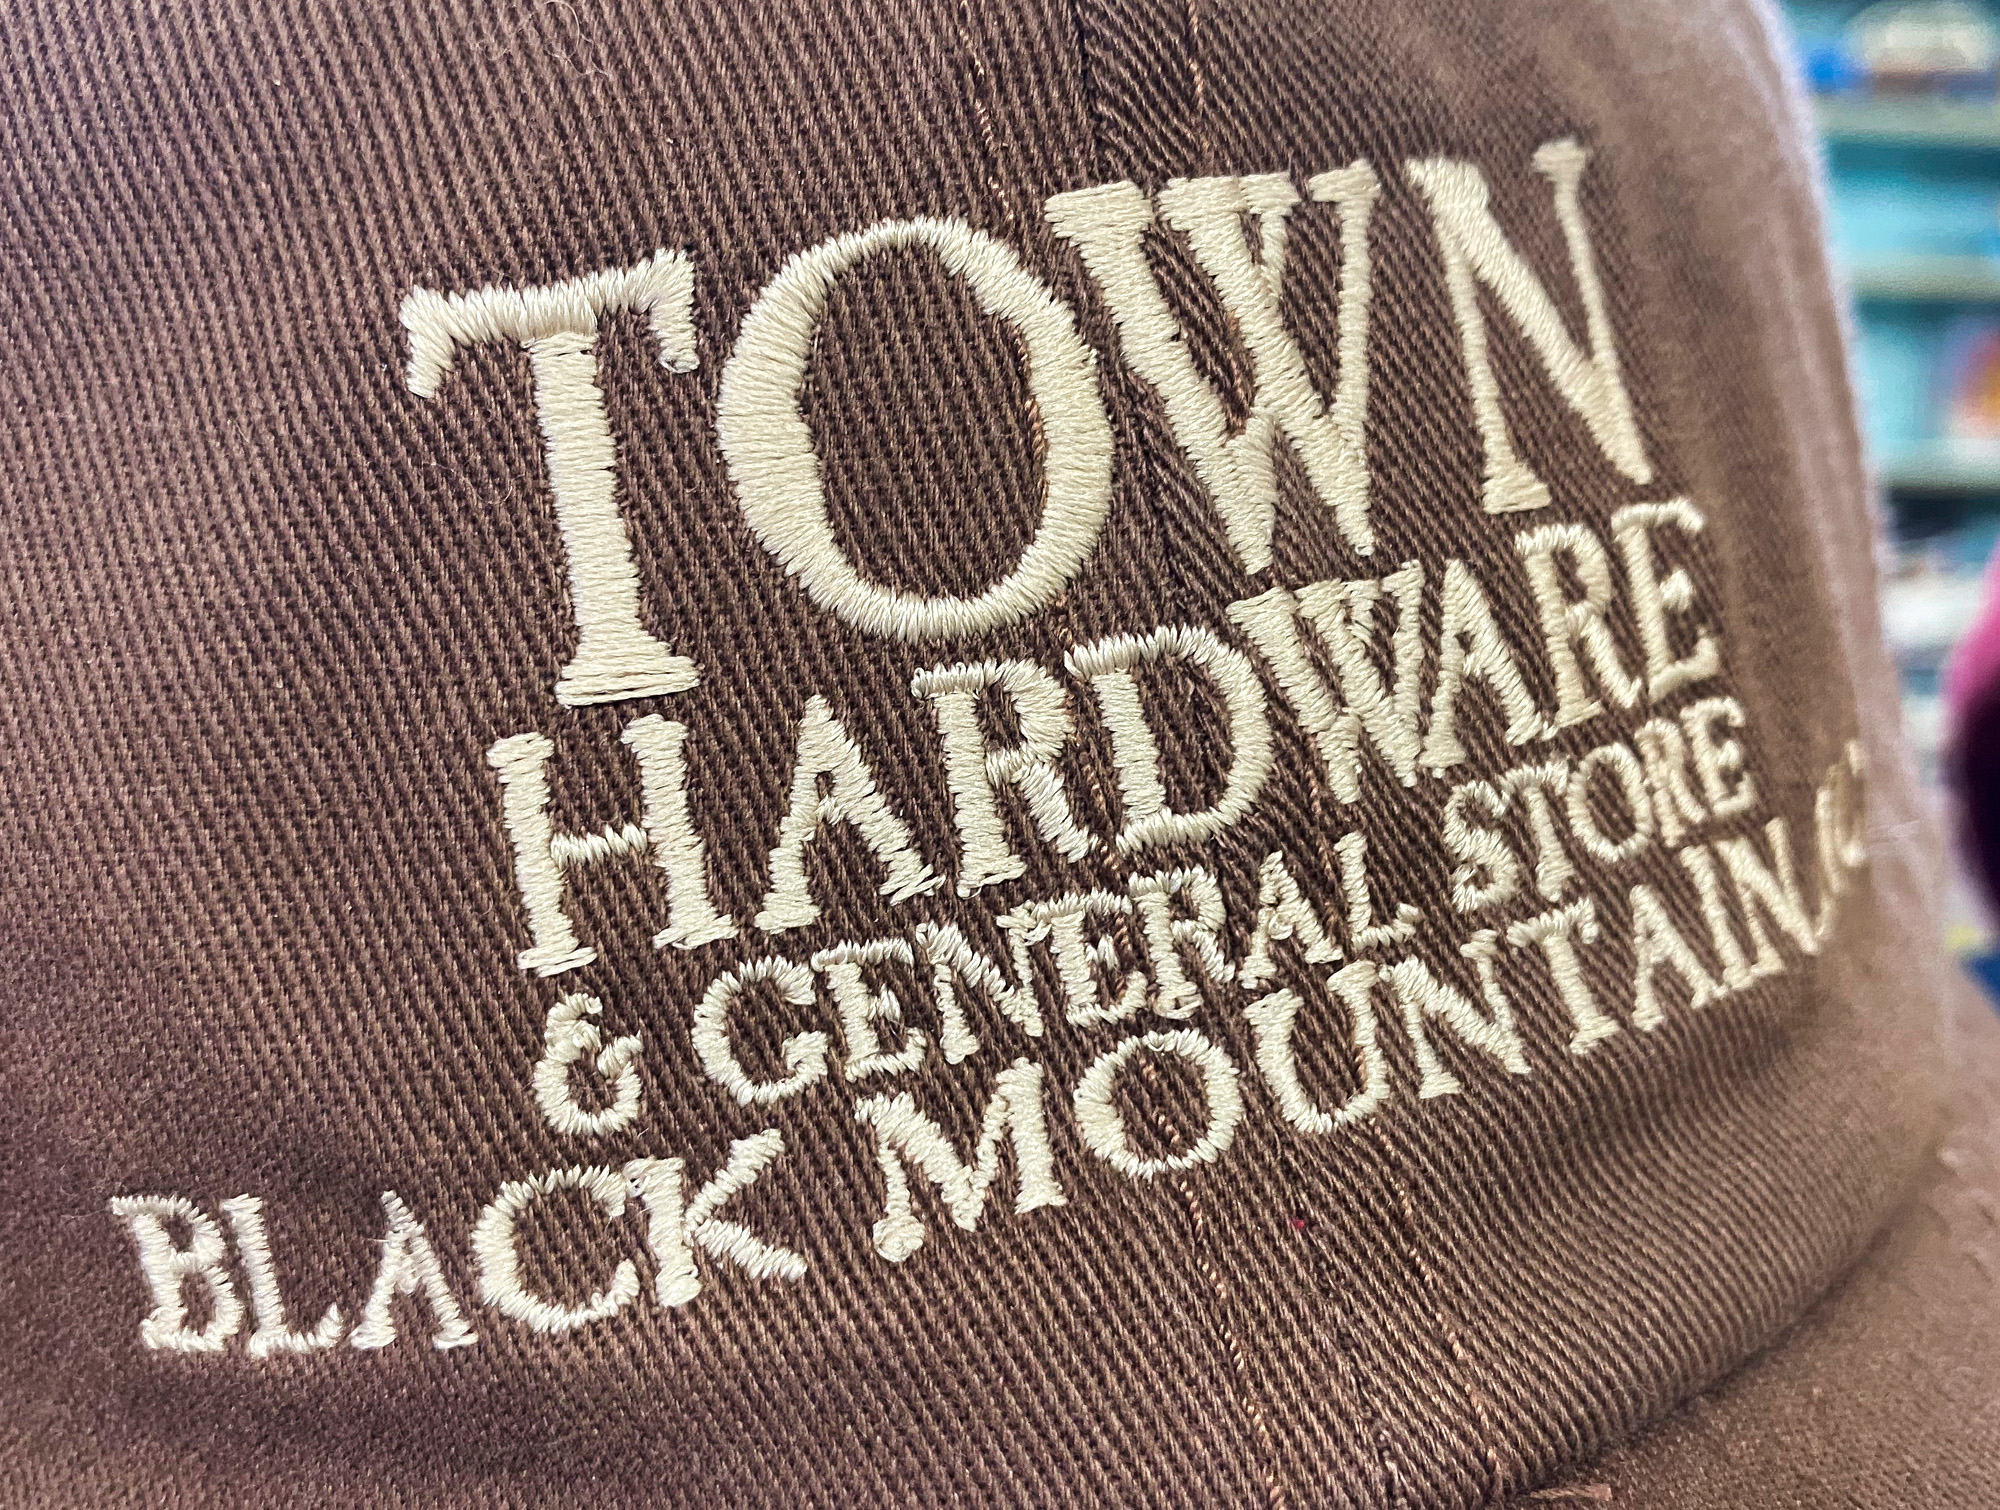 TOWN
HARDWARE
& GENERAL STORE
BLACK MOUNTAIN